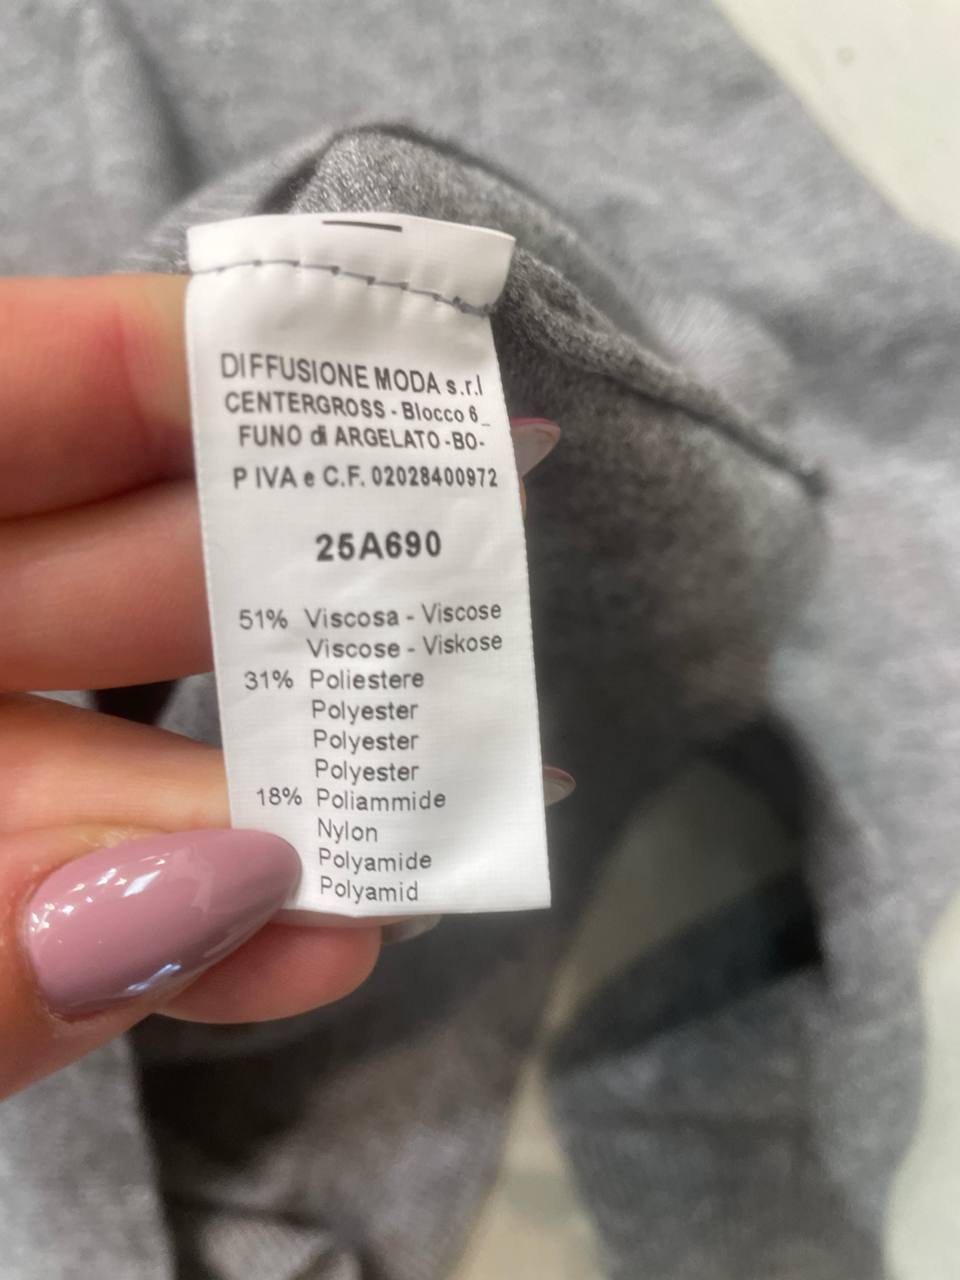 DIFFUSIONE MODA s.r.l
CENTERGROSS - Blocco 6_
FUNO di ARGELATO -BO-
P IVA e C.F. 02028400972
25A690
51% Viscosa - Viscose
Viscose - Viskose
31% Poliestere
Polyester
Polyester
Polyester
18% Poliammide
Nylon
Polyamide
Polyamid